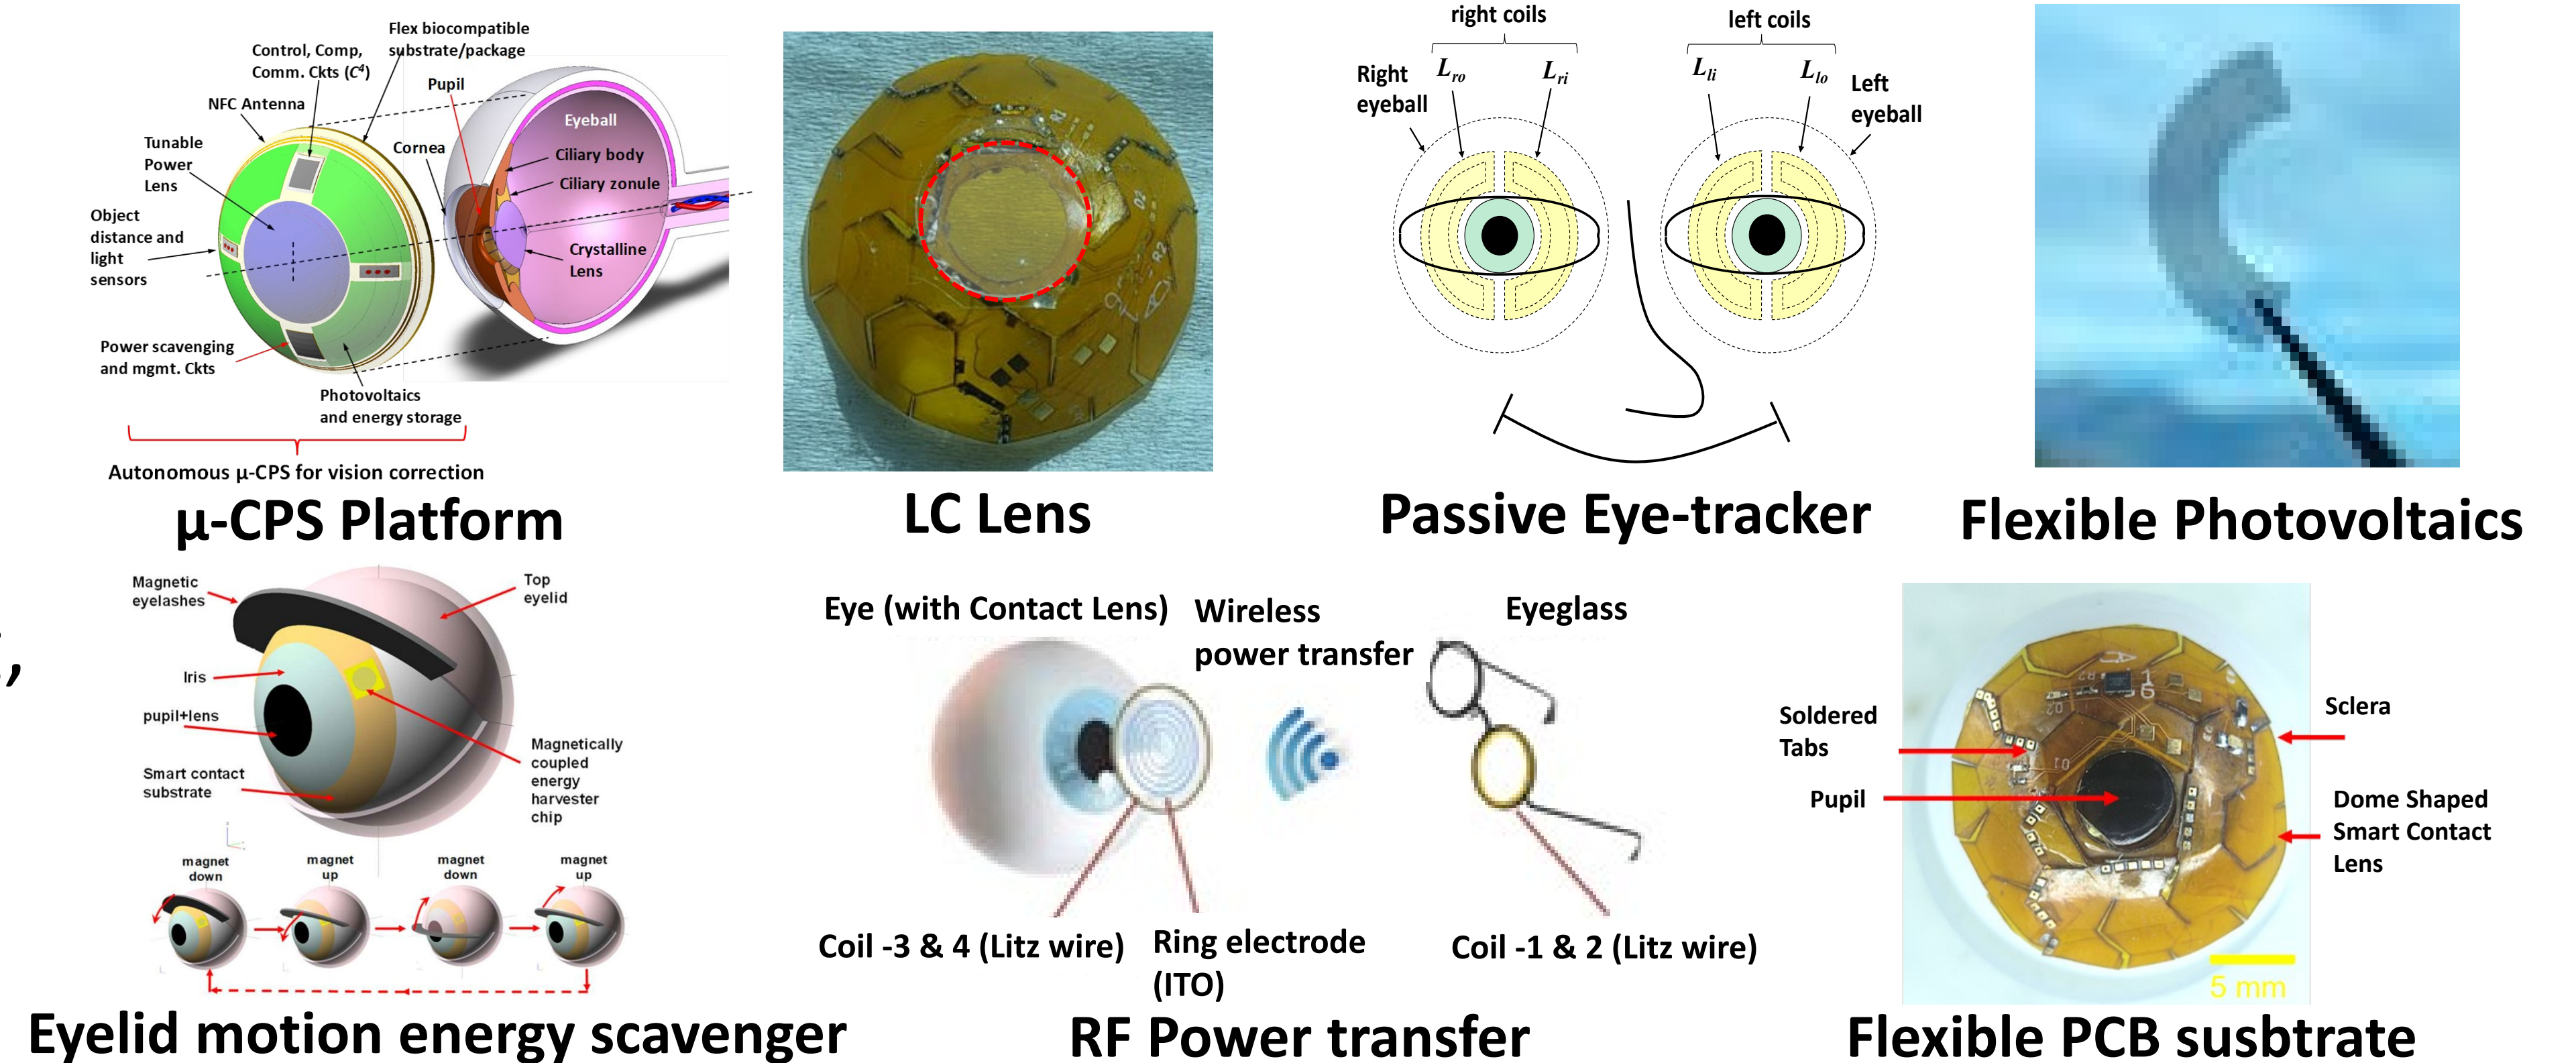 Flex biocompatible
substrate/package
Control, Comp,
Comm. Ckts (C⁴)
Pupil
NFC Antenna
Tunable
Power
Lens
Cornea
Eyeball
Ciliary body
Ciliary zonule
Crystalline
Lens
Object
distance and
light
sensors
Power scavenging
and mgmt. Ckts
Photovoltaics
and energy storage
Autonomous μ-CPS for vision correction
μ-CPS Platform
LC Lens
right coils
left coils
Right
eyeball
Lro
Lri
Lli
Llo
Left
eyeball
Passive Eye-tracker
Flexible Photovoltaics
,
Magnetic
eyelashes
Top
eyelid
Iris
pupil+lens
Smart contact
substrate
Magnetically
coupled
energy
harvester
chip
magnet
down
magnet
up
magnet
down
magnet
up
Eyelid motion energy scavenger
Eye (with Contact Lens)
Wireless
power transfer
Eyeglass
Coil -3 & 4 (Litz wire)
Ring electrode
(ITO)
Coil -1 & 2 (Litz wire)
RF Power transfer
Soldered
Tabs
Pupil
Sclera
Dome Shaped
Smart Contact
Lens
5 mm
Flexible PCB susbtrate